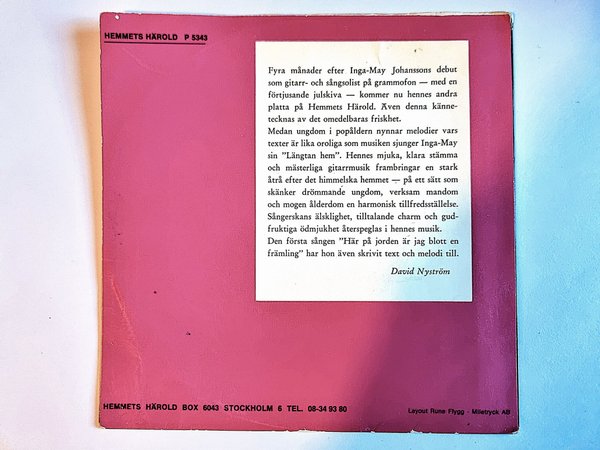 HEMMETS HÄROLD P 5343
Fyra månader efter Inga-May Johanssons debut
som gitarr- och sångsolist på grammofon — med en
förtjusande julskiva — kommer nu hennes andra
platta på Hemmets Härold. Även denna känne-
tecknas av det omedelbaras friskhet.
Medan ungdom i popåldern nynnar melodier vars
texter är lika oroliga som musiken sjunger Inga-May
sin "Längtan hem". Hennes mjuka, klara stämma
och mästerliga gitarrmusik frambringar en stark
åtrå efter det himmelska hemmet — på ett sätt som
skänker drömmande ungdom, verksam mandom
och mogen ålderdom en harmonisk tillfredsställelse.
Sångerskans älsklighet, tilltalande charm och gud-
fruktiga ödmjukhet återspeglas i hennes musik.
Den första sången "Här på jorden är jag blott en
främling" har hon även skrivit text och melodi till.
David Nyström
HEMMETS HÄROLD BOX 6043 STOCKHOLM 6 TEL. 08-34 93 80
Layout Rune Flygg - Milletryck AB